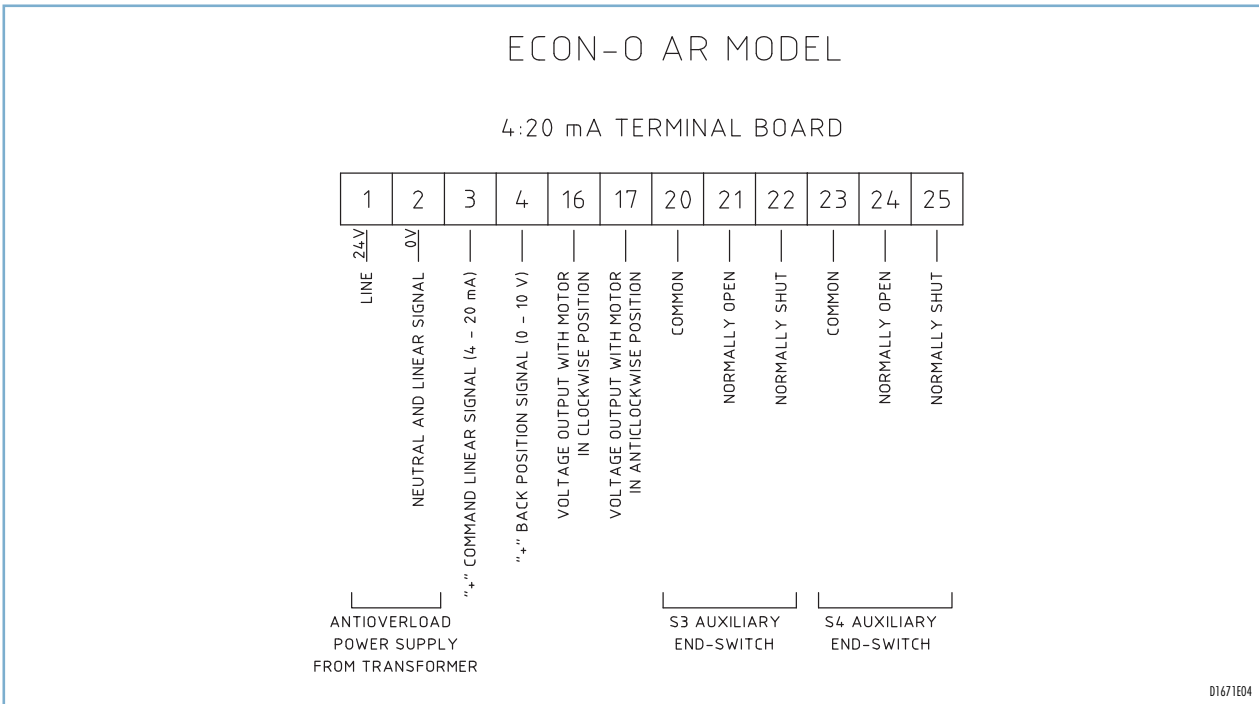 ECON-0 AR MODEL
4:20 mA TERMINAL BOARD
1 2 3 4 16 17 20 21 22 23 24 25
24V
LINE
0V
NEUTRAL AND LINEAR SIGNAL
"+" COMMAND LINEAR SIGNAL (4 - 20 mA)
"+" BACK POSITION SIGNAL (0 - 10 V)
VOLTAGE OUTPUT WITH MOTOR
IN CLOCKWISE POSITION
VOLTAGE OUTPUT WITH MOTOR
IN ANTICLOCKWISE POSITION
COMMON
NORMALLY OPEN
NORMALLY SHUT
COMMON
NORMALLY OPEN
NORMALLY SHUT
ANTIOVERLOAD
POWER SUPPLY
FROM TRANSFORMER
S3 AUXILIARY
END-SWITCH
S4 AUXILIARY
END-SWITCH
D1671E04